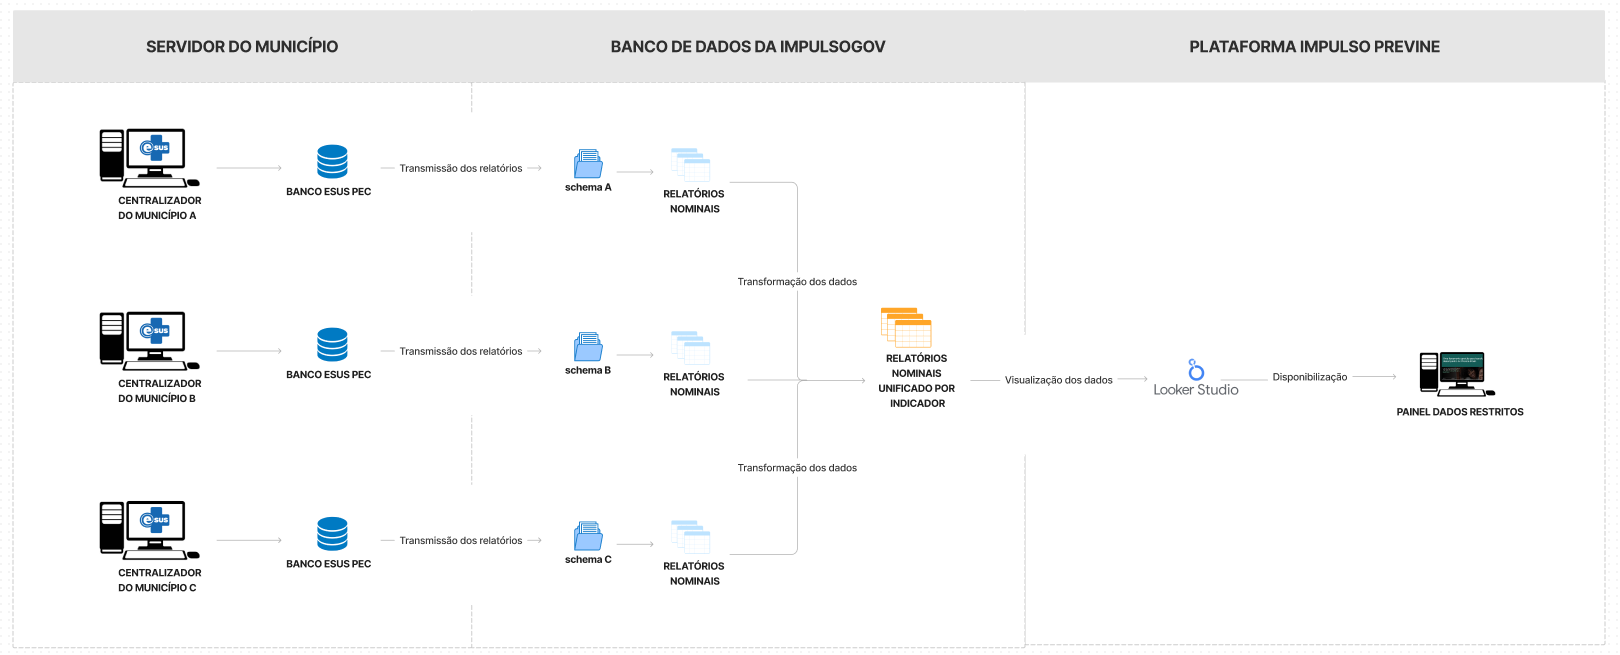 SERVIDOR DO MUNICÍPIO
BANCO DE DADOS DA IMPULSOGOV
PLATAFORMA IMPULSO PREVINE
e sus
CENTRALIZADOR
DO MUNICÍPIO A
BANCO ESUS PEC
Transmissão dos relatórios
schema A
RELATÓRIOS
NOMINAIS
Transformação dos dados
e sus
CENTRALIZADOR
DO MUNICÍPIO B
BANCO ESUS PEC
Transmissão dos relatórios
schema B
RELATÓRIOS
NOMINAIS
RELATÓRIOS
NOMINAIS
UNIFICADO POR
INDICADOR
Visualização dos dados
Looker Studio
Disponibilização
PAINEL DADOS RESTRITOS
Transformação dos dados
e sus
CENTRALIZADOR
DO MUNICÍPIO C
BANCO ESUS PEC
Transmissão dos relatórios
schema C
RELATÓRIOS
NOMINAIS